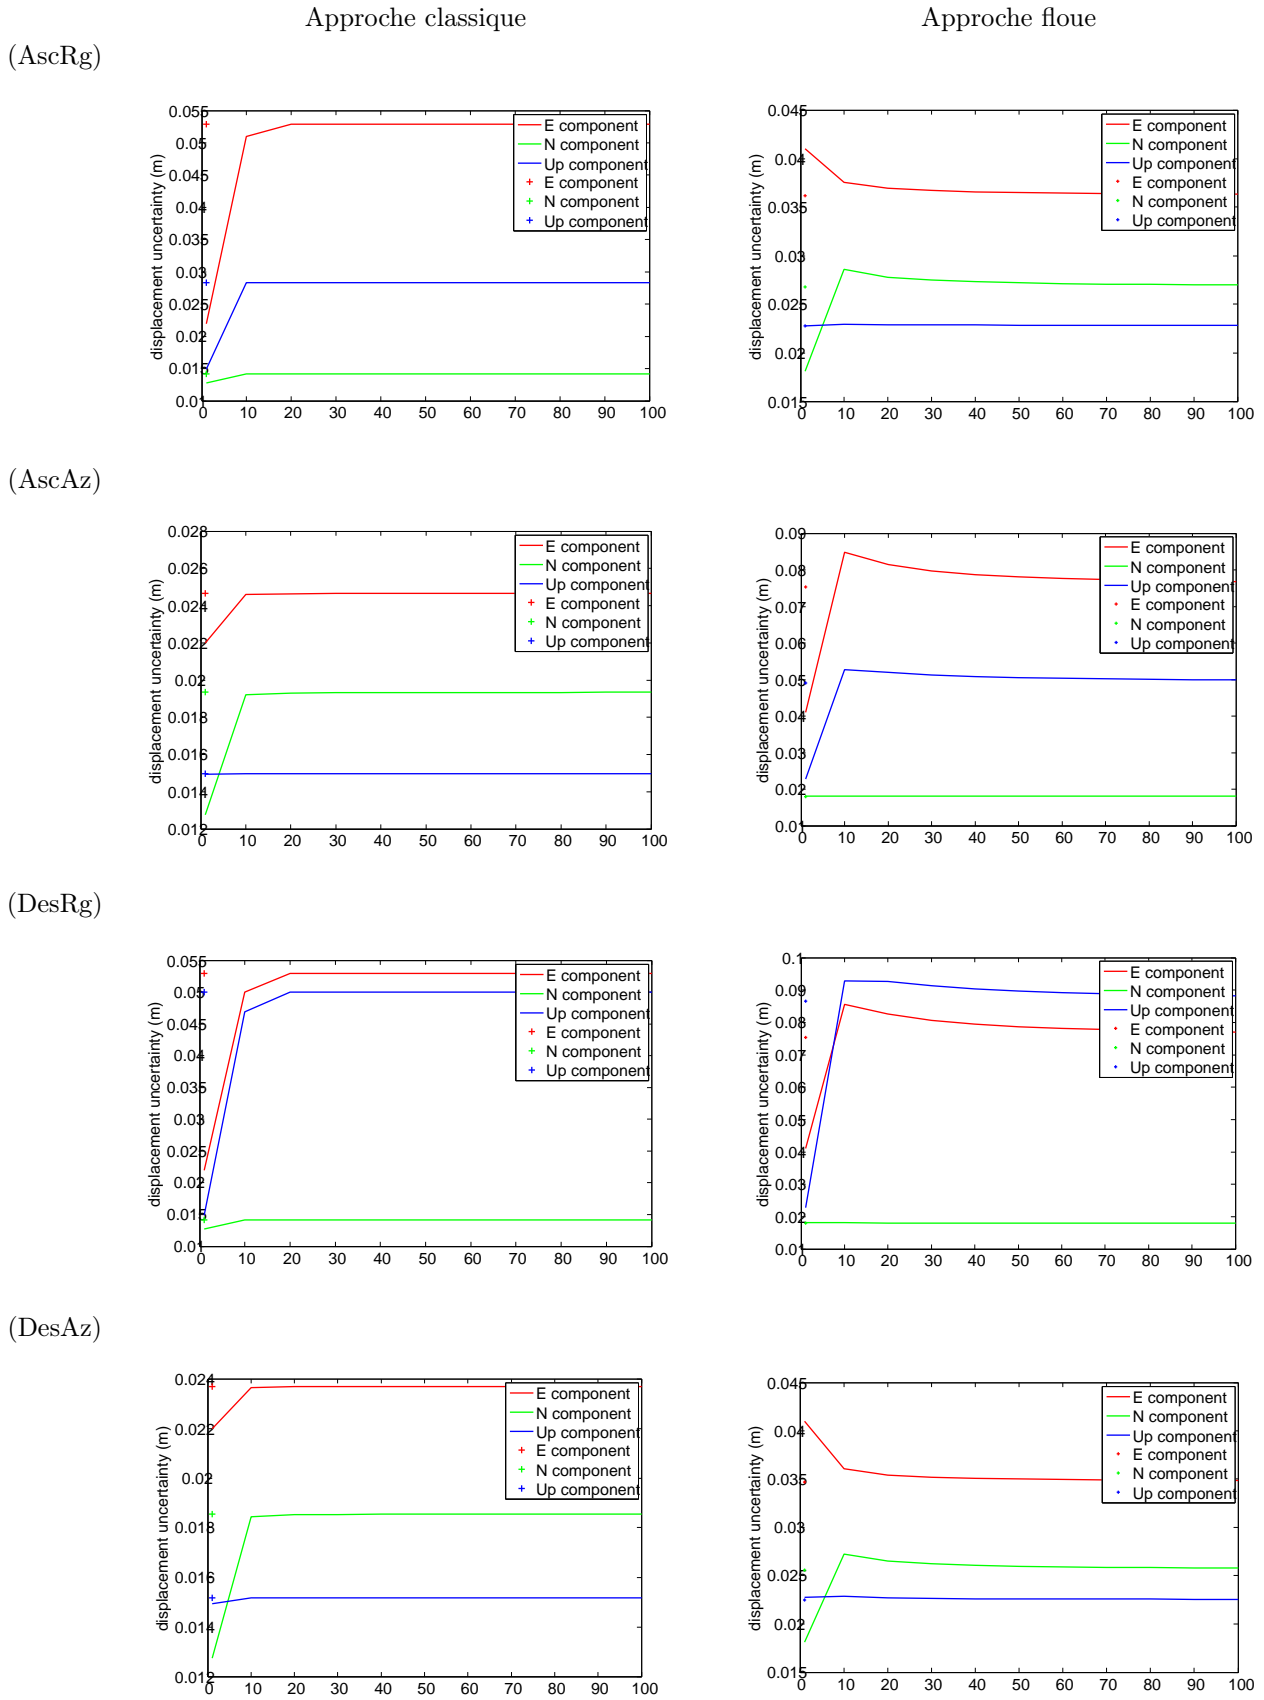 Approche classique
Approche floue
(AscRg)
0.055
0.05
0.045
0.04
0.035
0.03
0.025
0.02
0.015
0.01
displacement uncertainty (m)
0 10 20 30 40 50 60 70 80 90 100
E component
N component
Up component
E component
N component
Up component
0.045
0.04
0.035
0.03
0.025
0.02
0.015
displacement uncertainty (m)
0 10 20 30 40 50 60 70 80 90 100
E component
N component
Up component
E component
N component
Up component
(AscAz)
0.028
0.026
0.024
0.022
0.02
0.018
0.016
0.014
0.012
displacement uncertainty (m)
0 10 20 30 40 50 60 70 80 90 100
E component
N component
Up component
E component
N component
Up component
0.09
0.08
0.07
0.06
0.05
0.04
0.03
0.02
0.01
displacement uncertainty (m)
0 10 20 30 40 50 60 70 80 90 100
E component
N component
Up component
E component
N component
Up component
(DesRg)
0.055
0.05
0.045
0.04
0.035
0.03
0.025
0.02
0.015
0.01
displacement uncertainty (m)
0 10 20 30 40 50 60 70 80 90 100
E component
N component
Up component
E component
N component
Up component
0.1
0.09
0.08
0.07
0.06
0.05
0.04
0.03
0.02
0.01
displacement uncertainty (m)
0 10 20 30 40 50 60 70 80 90 100
E component
N component
Up component
E component
N component
Up component
(DesAz)
0.024
0.022
0.02
0.018
0.016
0.014
0.012
displacement uncertainty (m)
0 10 20 30 40 50 60 70 80 90 100
E component
N component
Up component
E component
N component
Up component
0.045
0.04
0.035
0.03
0.025
0.02
0.015
displacement uncertainty (m)
0 10 20 30 40 50 60 70 80 90 100
E component
N component
Up component
E component
N component
Up component